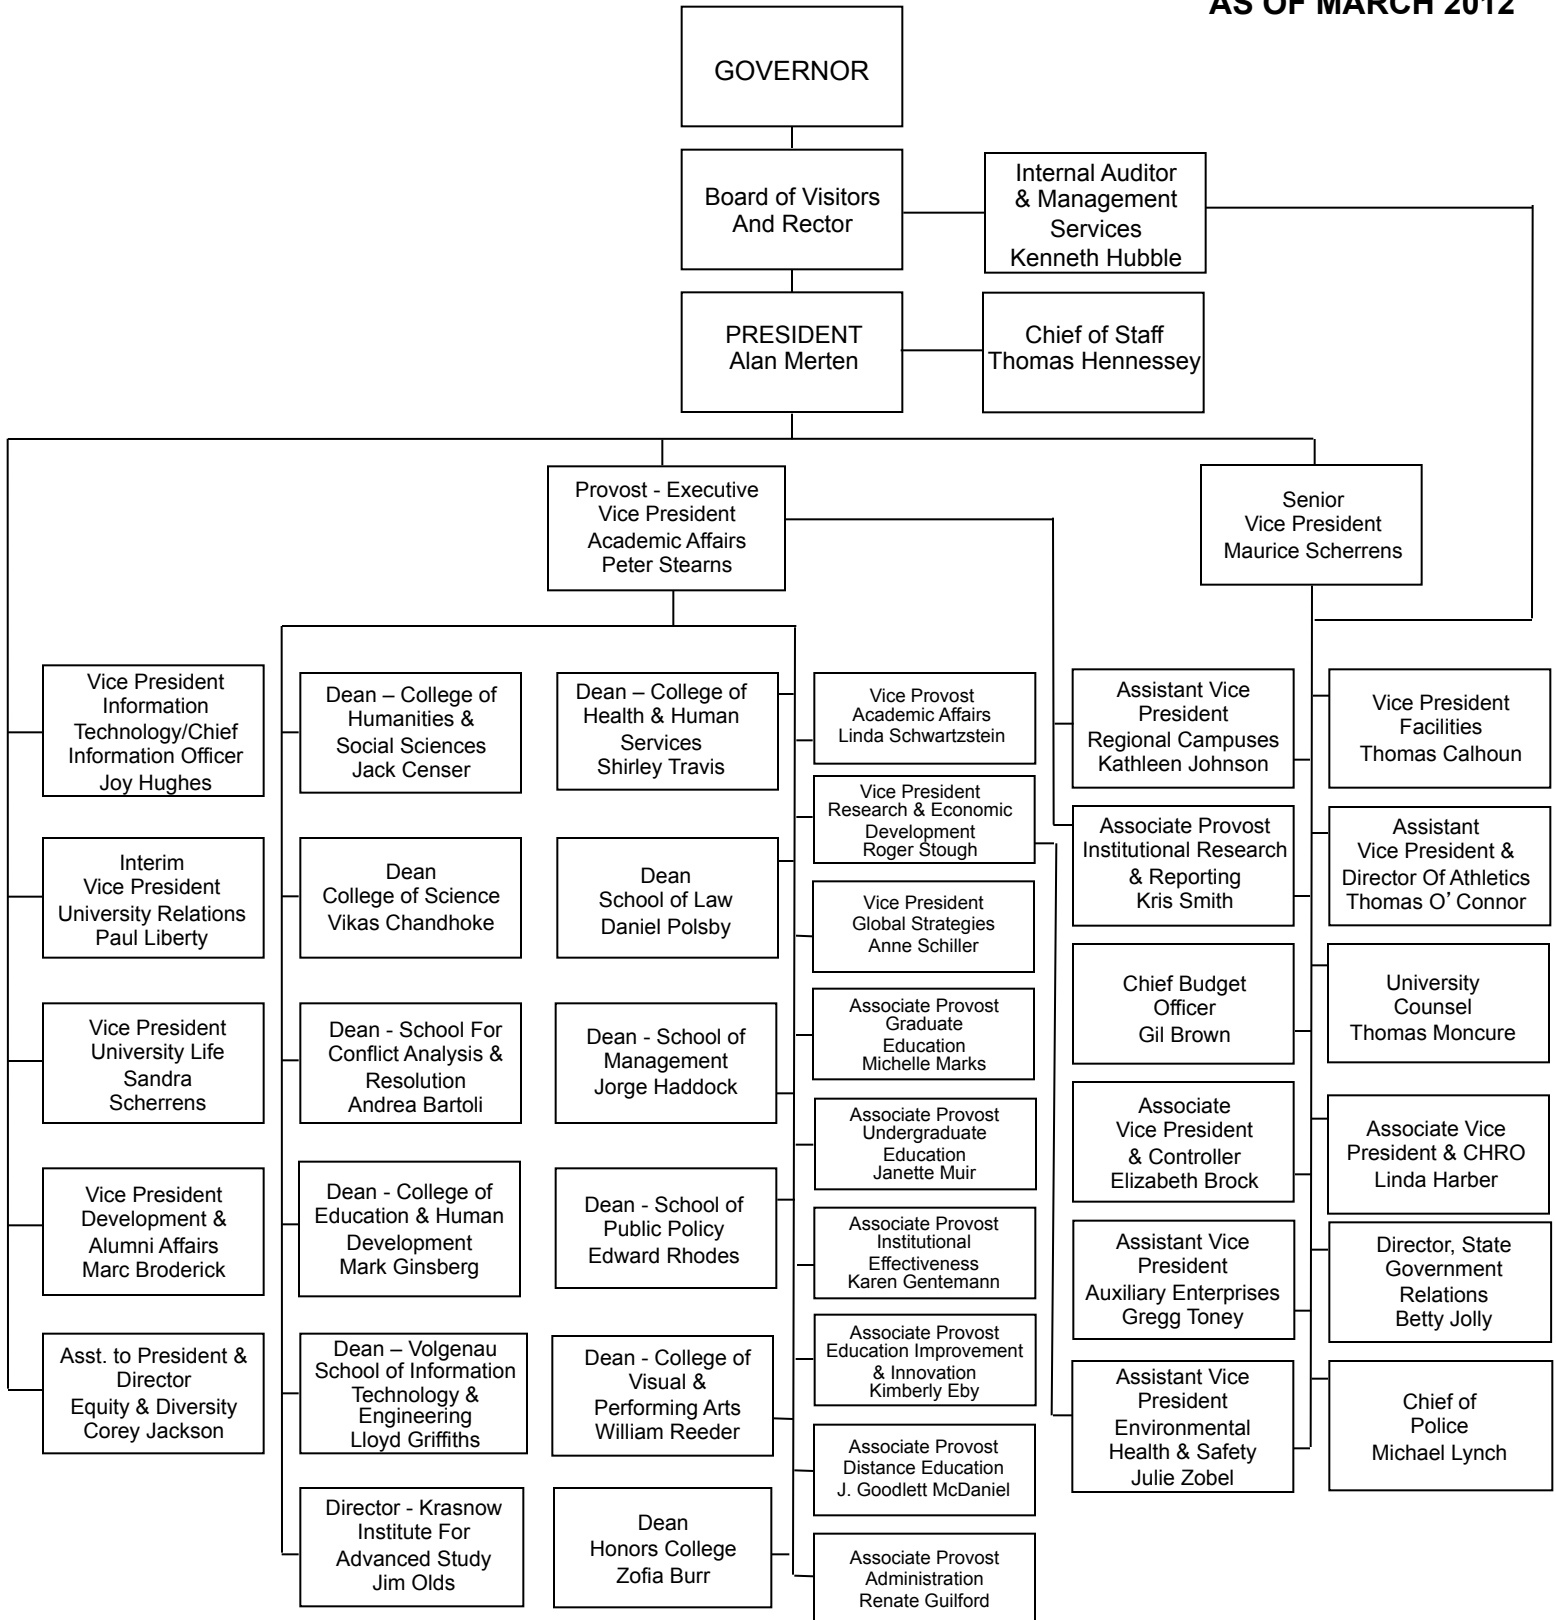 AS OF MARCH 2012
GOVERNOR
Board of Visitors
And Rector
Internal Auditor
& Management
Services
Kenneth Hubble
PRESIDENT
Alan Merten
Chief of Staff
Thomas Hennessey
Provost - Executive
Vice President
Academic Affairs
Peter Stearns
Senior
Vice President
Maurice Scherrens
Vice President
Information
Technology/Chief
Information Officer
Joy Hughes
Interim
Vice President
University Relations
Paul Liberty
Vice President
University Life
Sandra
Scherrens
Vice President
Development &
Alumni Affairs
Marc Broderick
Asst. to President &
Director
Equity & Diversity
Corey Jackson
Dean – College of
Humanities &
Social Sciences
Jack Censer
Dean
College of Science
Vikas Chandhoke
Dean - School For
Conflict Analysis &
Resolution
Andrea Bartoli
Dean - College of
Education & Human
Development
Mark Ginsberg
Dean – Volgenau
School of Information
Technology &
Engineering
Lloyd Griffiths
Director - Krasnow
Institute For
Advanced Study
Jim Olds
Dean – College of
Health & Human
Services
Shirley Travis
Dean
School of Law
Daniel Polsby
Dean - School of
Management
Jorge Haddock
Dean - School of
Public Policy
Edward Rhodes
Dean - College of
Visual &
Performing Arts
William Reeder
Dean
Honors College
Zofia Burr
Vice Provost
Academic Affairs
Linda Schwartzstein
Vice President
Research & Economic
Development
Roger Stough
Vice President
Global Strategies
Anne Schiller
Associate Provost
Graduate
Education
Michelle Marks
Associate Provost
Undergraduate
Education
Janette Muir
Associate Provost
Institutional
Effectiveness
Karen Gentemann
Associate Provost
Education Improvement
& Innovation
Kimberly Eby
Associate Provost
Distance Education
J. Goodlett McDaniel
Associate Provost
Administration
Renate Guilford
Assistant Vice
President
Regional Campuses
Kathleen Johnson
Associate Provost
Institutional Research
& Reporting
Kris Smith
Chief Budget
Officer
Gil Brown
Associate
Vice President
& Controller
Elizabeth Brock
Assistant Vice
President
Auxiliary Enterprises
Gregg Toney
Assistant Vice
President
Environmental
Health & Safety
Julie Zobel
Vice President
Facilities
Thomas Calhoun
Assistant
Vice President &
Director Of Athletics
Thomas O’ Connor
University
Counsel
Thomas Moncure
Associate Vice
President & CHRO
Linda Harber
Director, State
Government
Relations
Betty Jolly
Chief of
Police
Michael Lynch